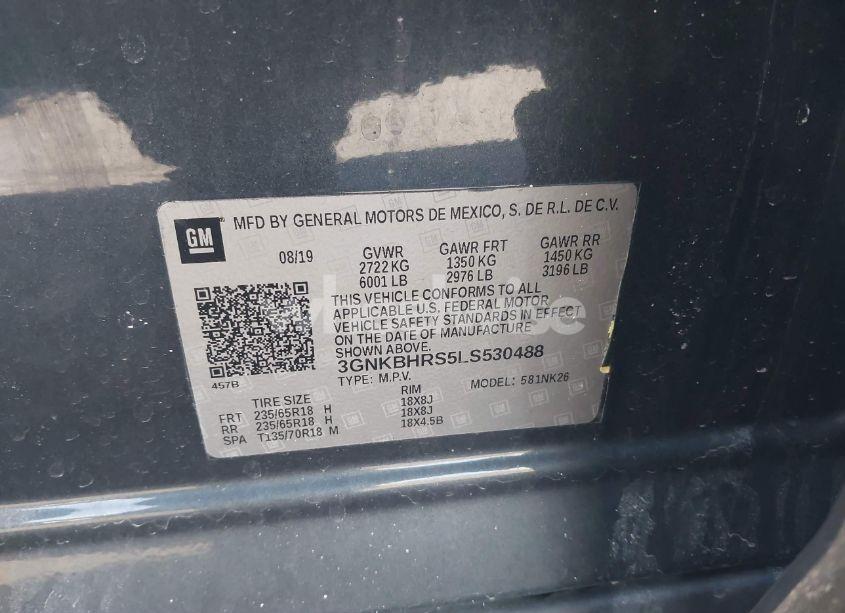 GM
MFD BY GENERAL MOTORS DE MEXICO, S. DE R.L. DE C.V.
08/19 GVWR GAWR FRT GAWR RR
2722 KG 1350 KG 1450 KG
6001 LB 2976 LB 3196 LB
THIS VEHICLE CONFORMS TO ALL
APPLICABLE U.S. FEDERAL MOTOR
VEHICLE SAFETY STANDARDS IN EFFECT
ON THE DATE OF MANUFACTURE
SHOWN ABOVE.
3GNKBHRS5LS530488
457B TYPE: M.P.V. MODEL: 581NK26
TIRE SIZE RIM
FRT 235/65R18 H 18X8J
RR 235/65R18 H 18X8J
SPA T135/70R18 M 18X4.5B